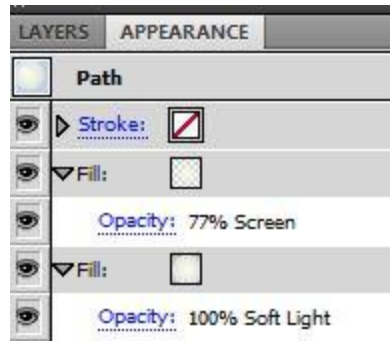 LAYERS APPEARANCE
Path
Stroke:
Fill:
Opacity: 77% Screen
Fill:
Opacity: 100% Soft Light